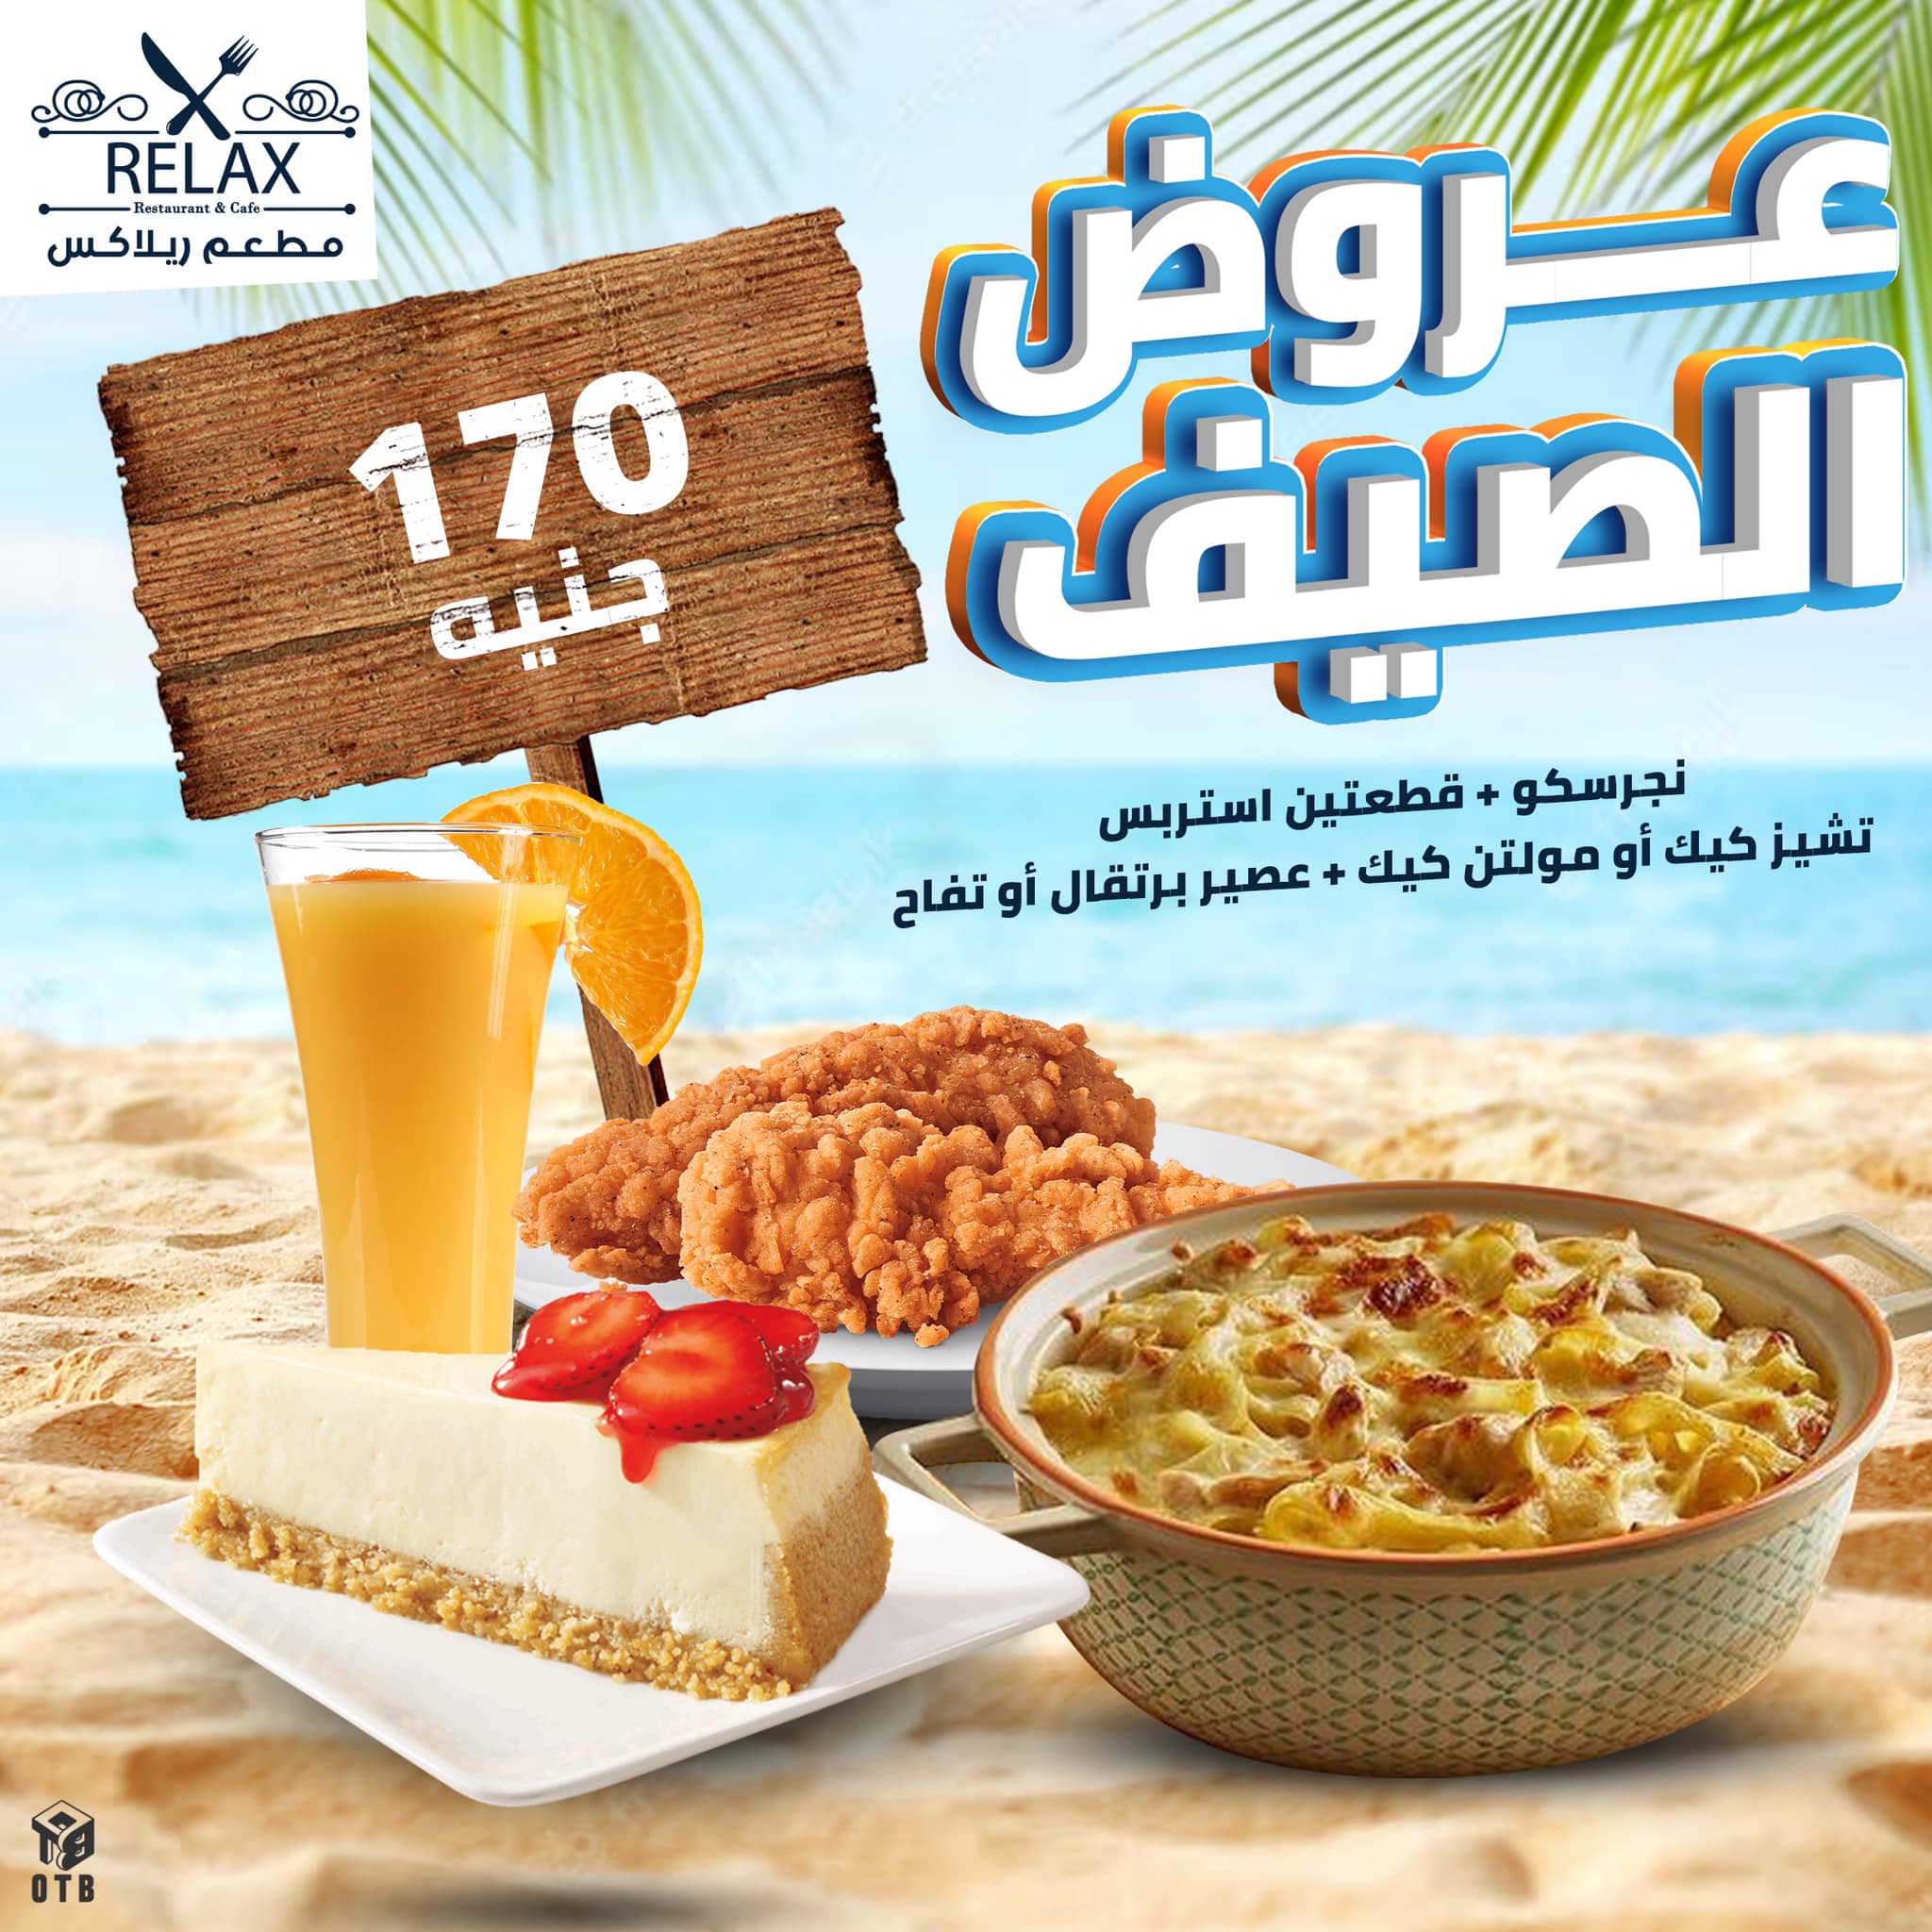 RELAX
Restaurant & Cafe
مطعم ريلاكس
عروض
الصيف
170
جنيه
نجرسكو + قطعتين استربس
تشيز كيك أو مولتن كيك + عصير برتقال أو تفاح
OTB